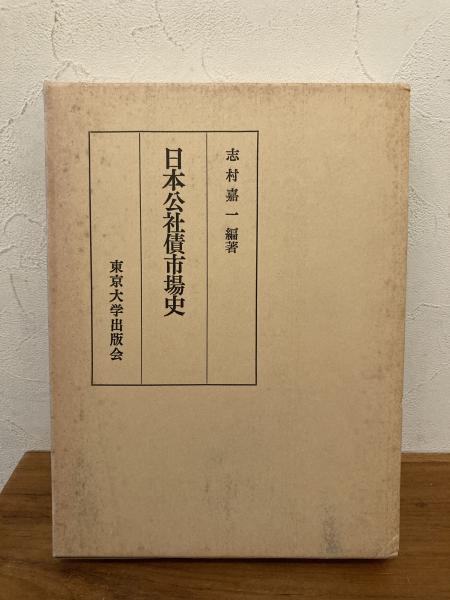 志村嘉一編著
日本公社債市場史
東京大学出版会